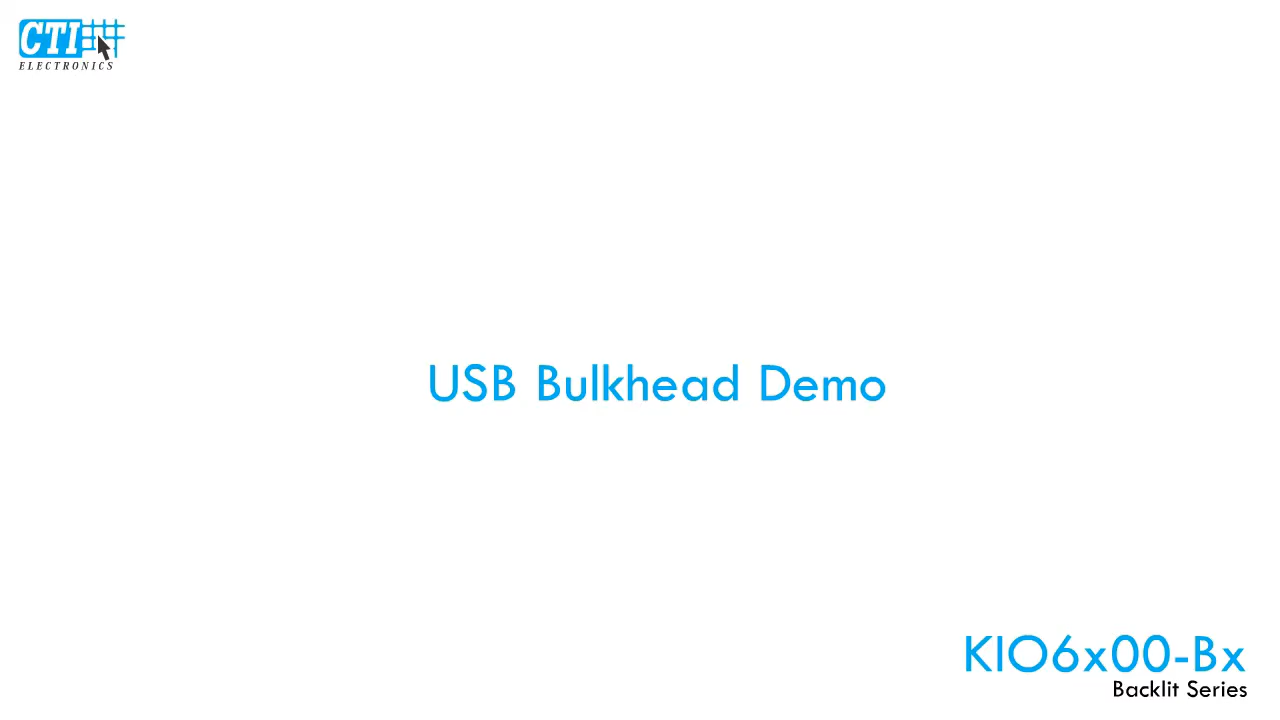 CTI
ELECTRONICS
USB Bulkhead Demo
KIO6x00-Bx
Backlit Series